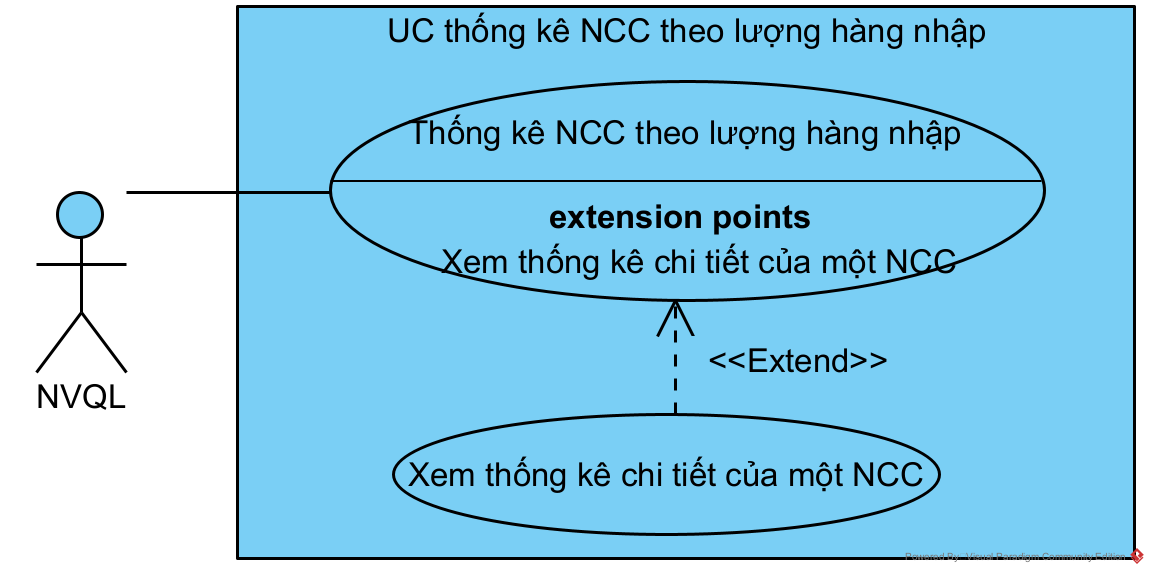 UC thống kê NCC theo lượng hàng nhập
Thống kê NCC theo lượng hàng nhập
extension points
Xem thống kê chi tiết của một NCC
<<Extend>>
NVQL
Xem thống kê chi tiết của một NCC
Powered By Visual Paradigm Community Edition